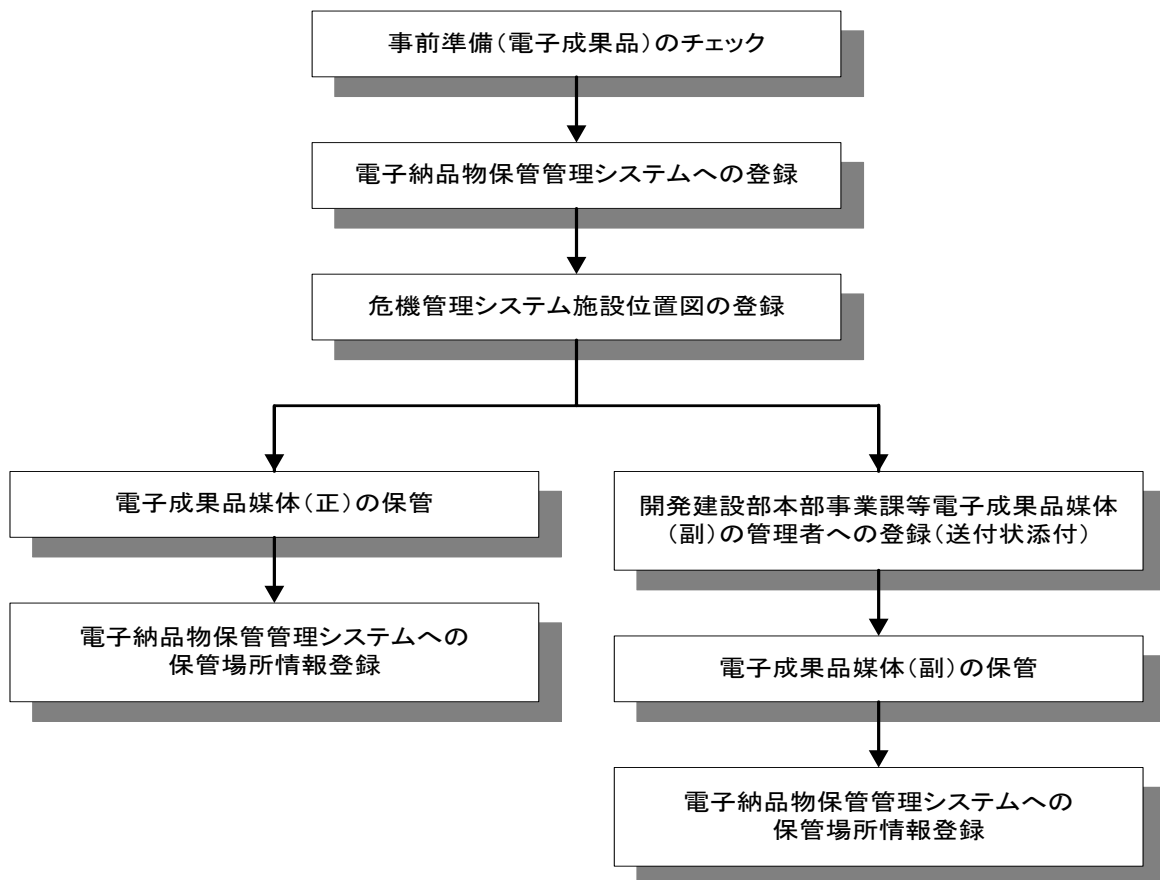 事前準備(電子成果品)のチェック
電子納品物保管管理システムへの登録
危機管理システム施設位置図の登録
電子成果品媒体(正)の保管
電子納品物保管管理システムへの
保管場所情報登録
開発建設部本部事業課等電子成果品媒体
(副)の管理者への登録(送付状添付)
電子成果品媒体(副)の保管
電子納品物保管管理システムへの
保管場所情報登録